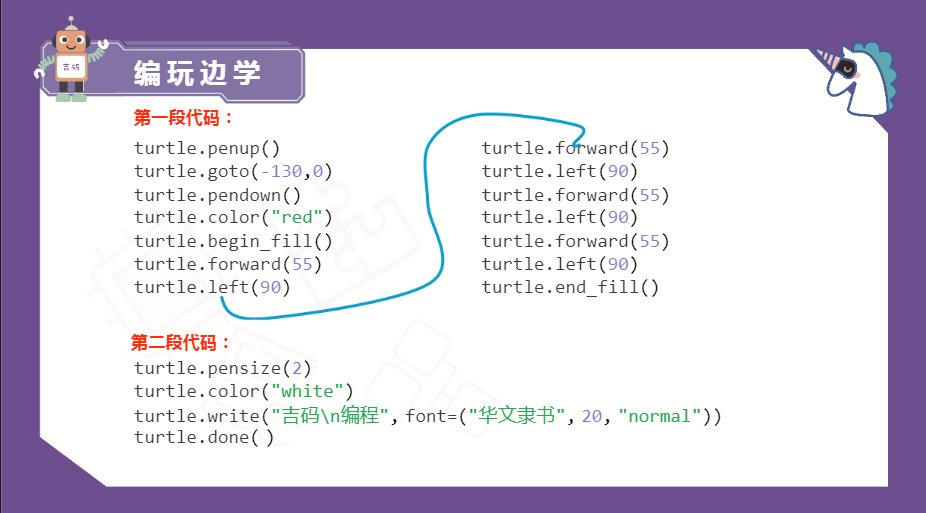 吉码
编玩边学
第一段代码：
turtle.penup()
turtle.goto(-130,0)
turtle.pendown()
turtle.color("red")
turtle.begin_fill()
turtle.forward(55)
turtle.left(90)
turtle.forward(55)
turtle.left(90)
turtle.forward(55)
turtle.left(90)
turtle.forward(55)
turtle.left(90)
turtle.end_fill()
第二段代码：
turtle.pensize(2)
turtle.color("white")
turtle.write("吉码\n编程", font=("华文隶书", 20, "normal"))
turtle.done( )